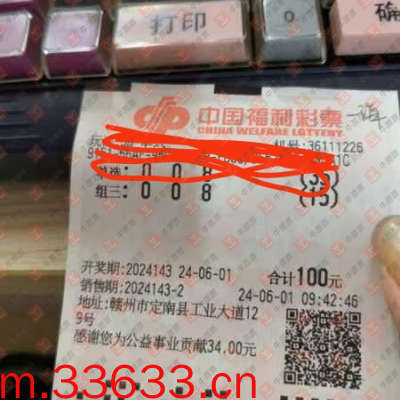 打印
0
确
中国福利彩票
CHINA WELFARE LOTTERY
机号:36111226
单选: 0 0 8
组三: 0 0 8 (15)
开奖期:2024143 24-06-01 合计100元
销售期:2024143-2 24-06-01 09:42:46
地址:赣州市定南县工业大道12
9号
感谢您为公益事业贡献34.00元
m.33633.cn